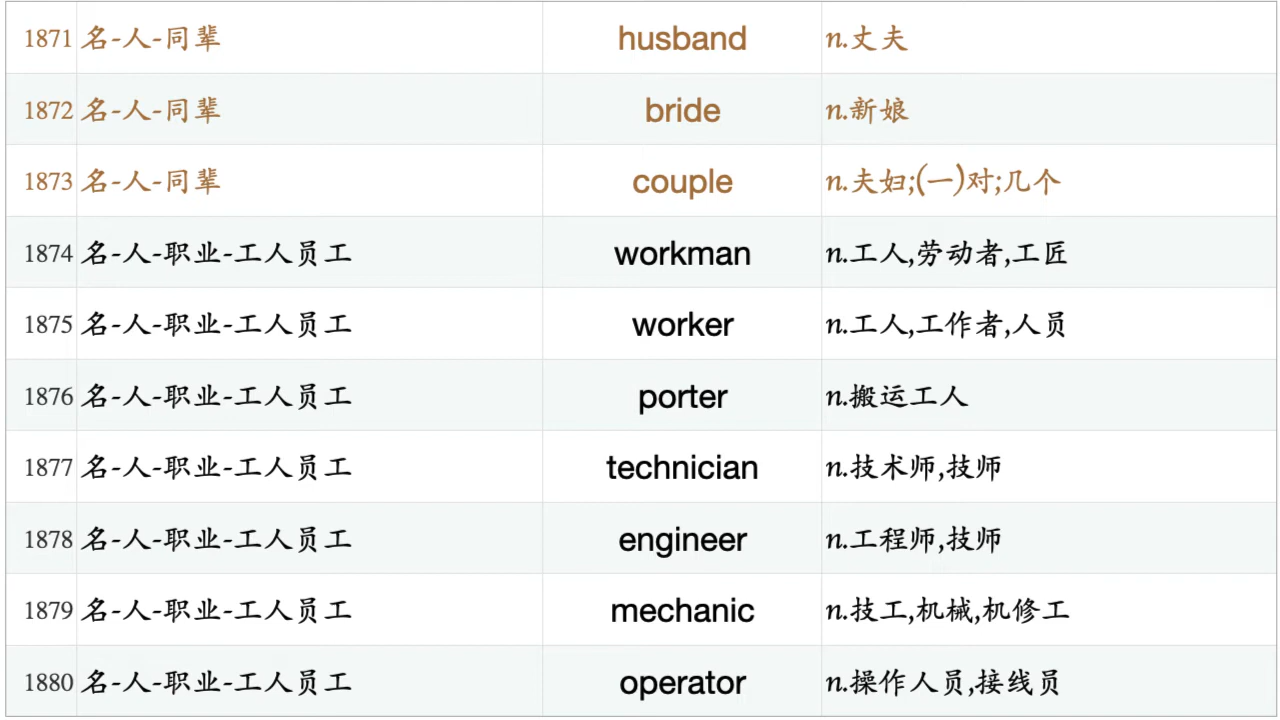 1871 名-人-同辈 husband n.丈夫
1872 名-人-同辈 bride n.新娘
1873 名-人-同辈 couple n.夫妇;(一)对;几个
1874 名-人-职业-工人员工 workman n.工人,劳动者,工匠
1875 名-人-职业-工人员工 worker n.工人,工作者,人员
1876 名-人-职业-工人员工 porter n.搬运工人
1877 名-人-职业-工人员工 technician n.技术师,技师
1878 名-人-职业-工人员工 engineer n.工程师,技师
1879 名-人-职业-工人员工 mechanic n.技工,机械,机修工
1880 名-人-职业-工人员工 operator n.操作人员,接线员